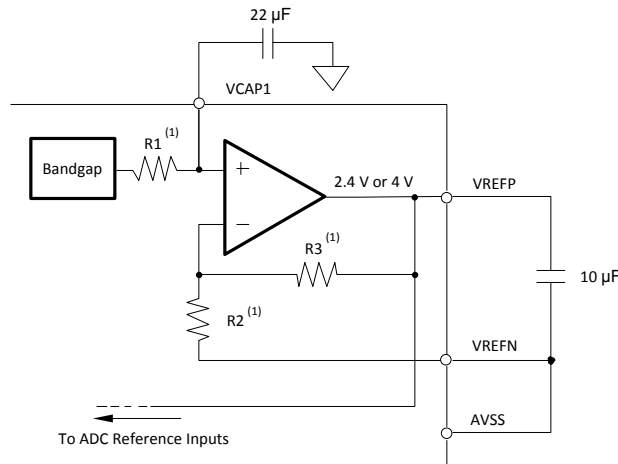 22 µF
VCAP1
R1 (1)
Bandgap
+
2.4 V or 4 V
VREFP
−
R3 (1)
10 µF
R2 (1)
VREFN
AVSS
To ADC Reference Inputs